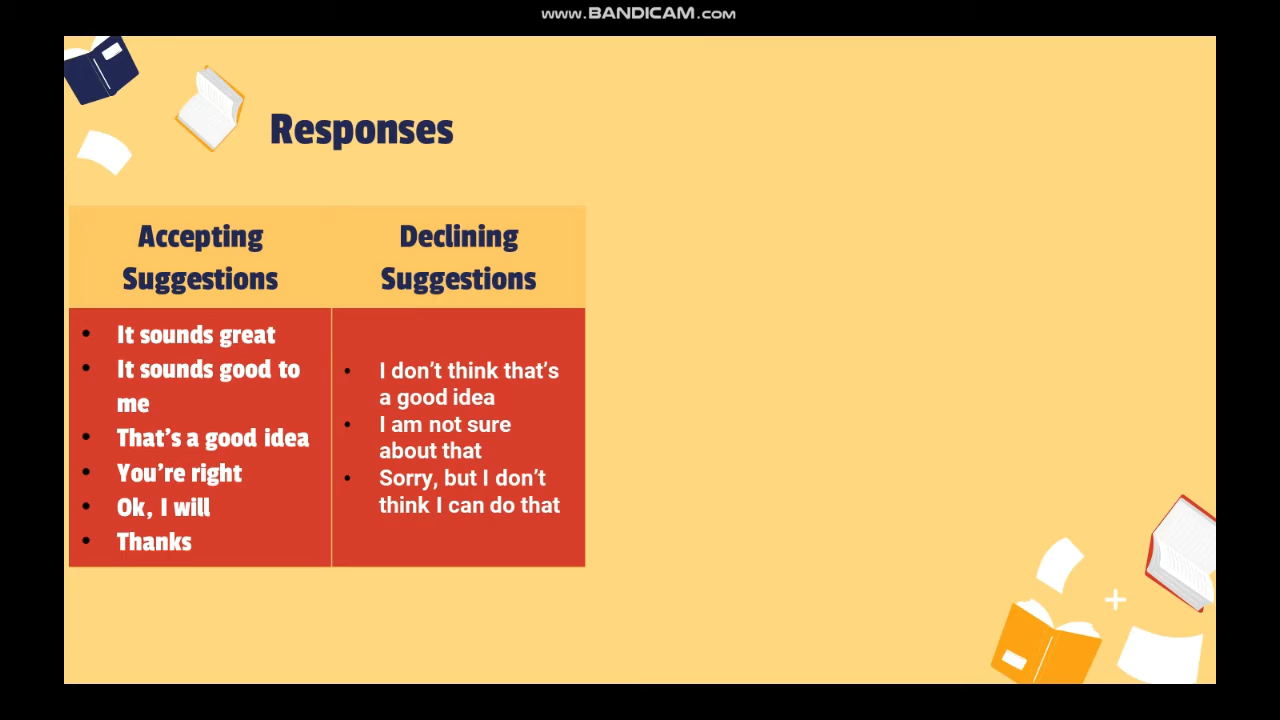 www.BANDICAM.com
Responses
Accepting
Suggestions
Declining
Suggestions
• It sounds great
• It sounds good to
me
• That's a good idea
• You're right
• Ok, I will
• Thanks
• I don't think that's
a good idea
• I am not sure
about that
• Sorry, but I don't
think I can do that